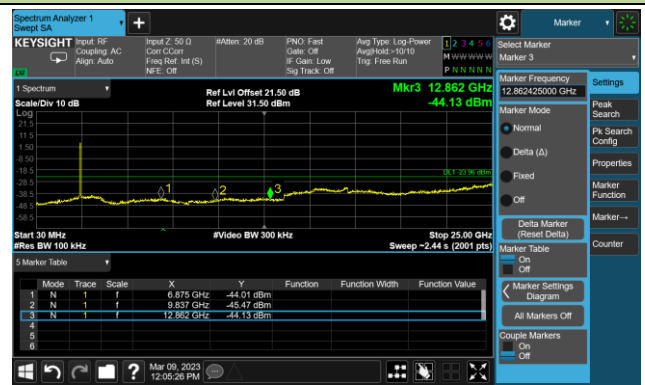 Spectrum Analyzer 1
Swept SA
KEYSIGHT
Input: RF
Coupling: AC
Align: Auto
Input Z: 50 Ω
Corr CCorr
Freq Ref: Int (S)
NFE: Off
#Atten: 20 dB
PNO: Fast
Gate: Off
IF Gain: Low
Sig Track: Off
Avg Type: Log-Power
Avg|Hold:>10/10
Trig: Free Run
1 2 3 4 5 6
M W W W W W
P N N N N N
LXI
1 Spectrum
Scale/Div 10 dB
Ref Lvl Offset 21.50 dB
Ref Level 31.50 dBm
Mkr3 12.862 GHz
-44.13 dBm
Log
21.5
11.5
1.50
-8.50
-18.5
-28.5
-38.5
-48.5
-58.5
DL1 -23.96 dBm
1
2
3
Start 30 MHz
#Res BW 100 kHz
#Video BW 300 kHz
Stop 25.00 GHz
Sweep ~2.44 s (2001 pts)
5 Marker Table
Mode Trace Scale X Y Function Function Width Function Value
1 N 1 f 6.875 GHz -44.01 dBm
2 N 1 f 9.837 GHz -45.47 dBm
3 N 1 f 12.862 GHz -44.13 dBm
4
5
6
?
Mar 09, 2023
12:05:26 PM
Marker
Select Marker
Marker 3
Marker Frequency
12.862425000 GHz
Marker Mode
Normal
Delta (Δ)
Fixed
Off
Delta Marker
(Reset Delta)
Marker Table
On
Off
Marker Settings
Diagram
All Markers Off
Couple Markers
On
Off
Settings
Peak
Search
Pk Search
Config
Properties
Marker
Function
Marker→
Counter